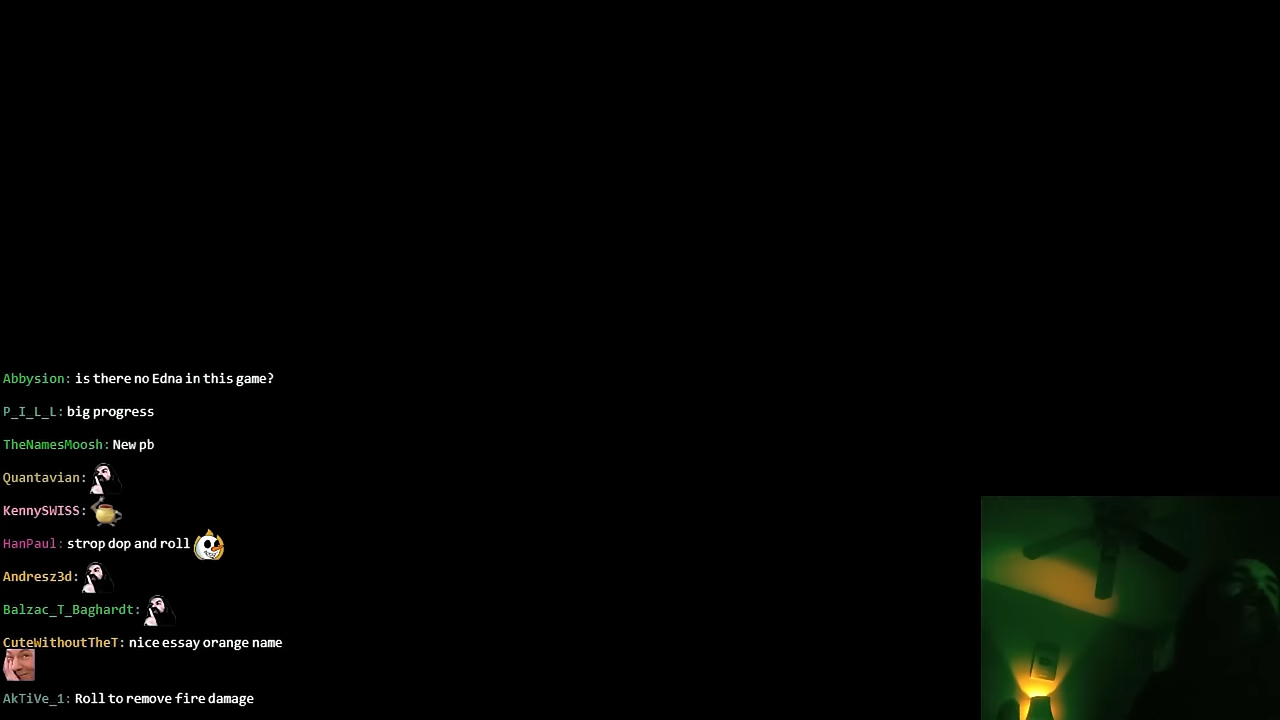 Abbysion: is there no Edna in this game?
P_I_L_L: big progress
TheNamesMoosh: New pb
Quantavian:
KennySWISS:
HanPaul: strop dop and roll
Andresz3d:
Balzac_T_Baghardt:
CuteWithoutTheT: nice essay orange name
AkTiVe_1: Roll to remove fire damage